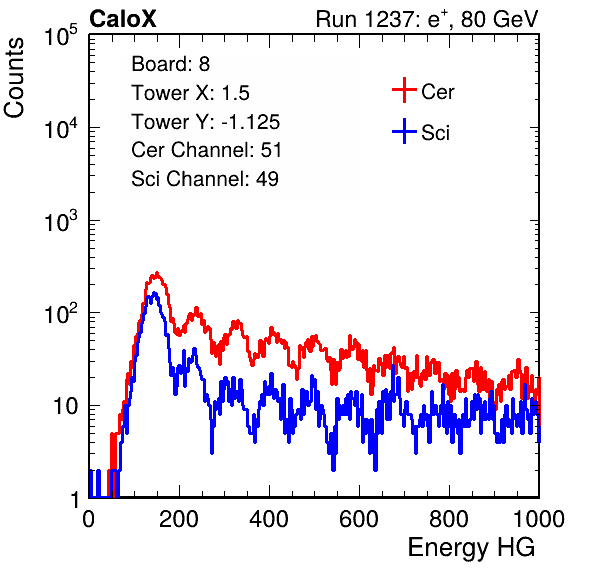 CaloX Run 1237: e⁺, 80 GeV
Counts
Board: 8
Tower X: 1.5
Tower Y: -1.125
Cer Channel: 51
Sci Channel: 49
Cer
Sci
10⁵
10⁴
10³
10²
10
1
0 200 400 600 800 1000
Energy HG